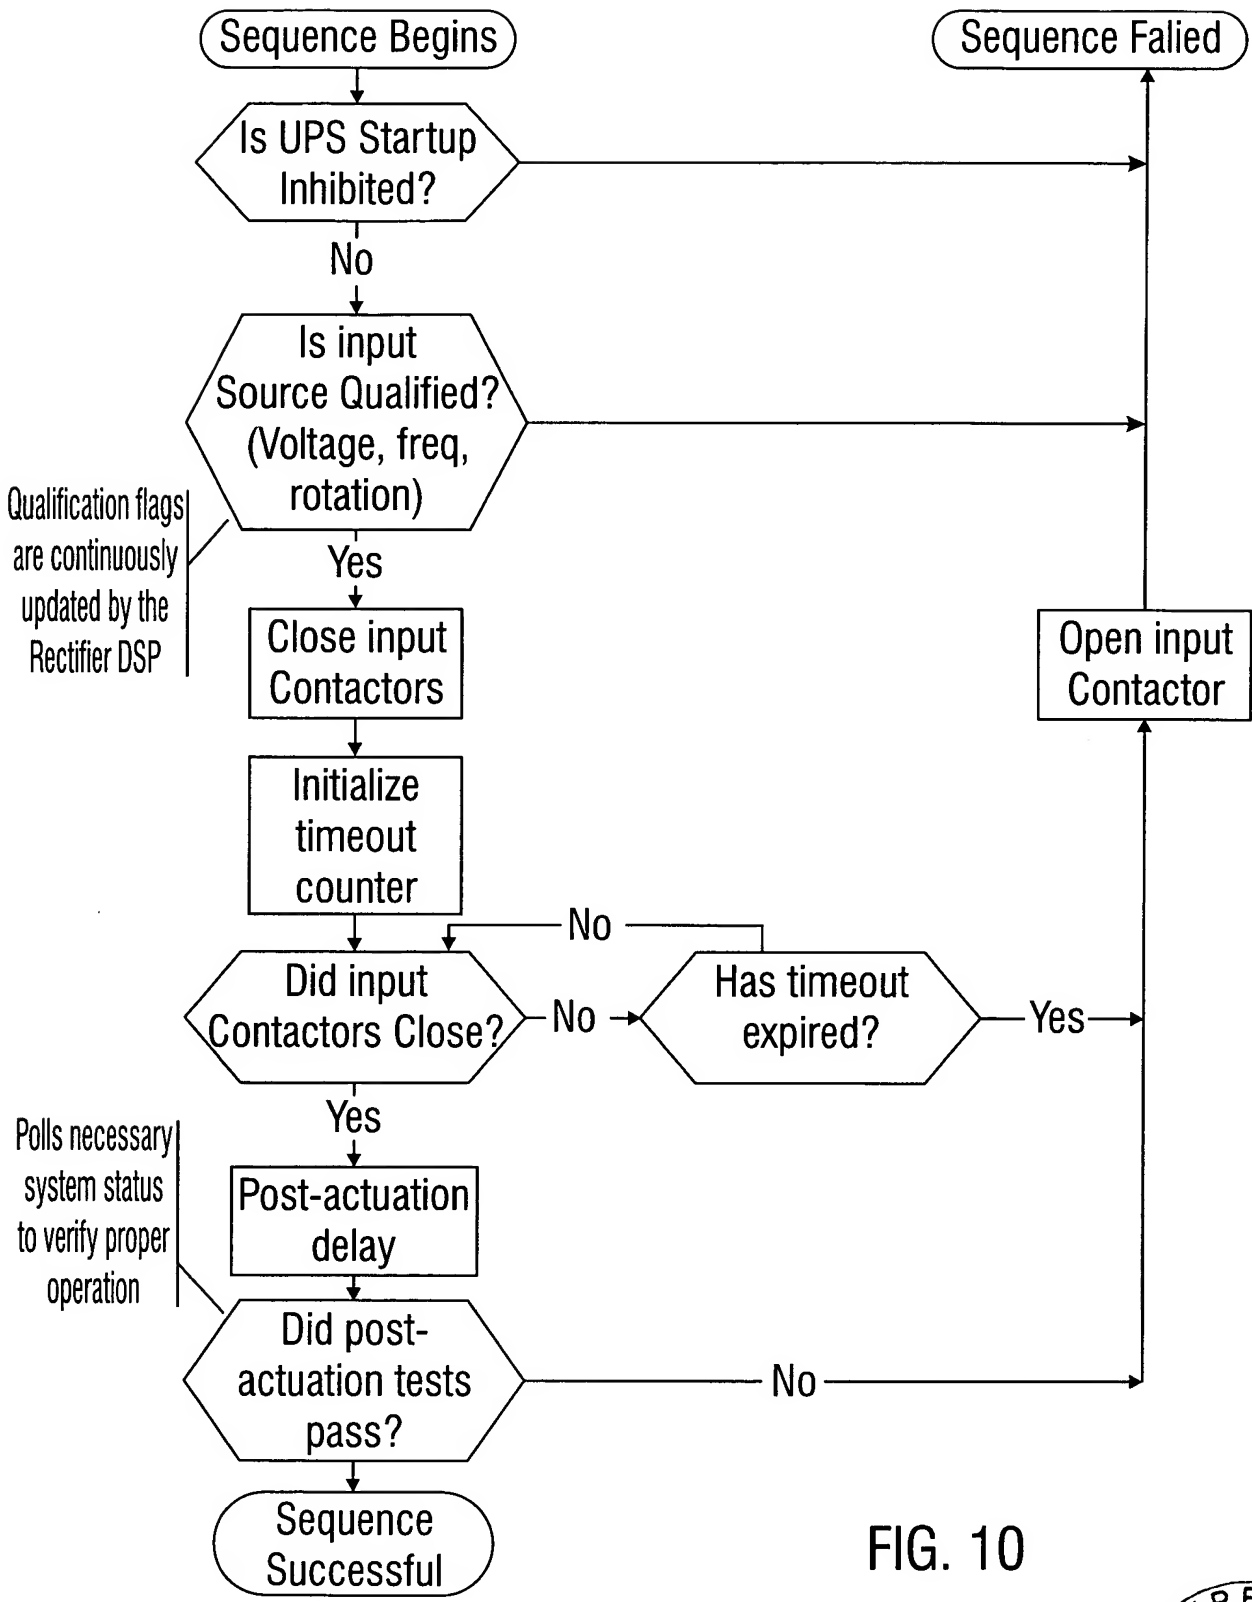 Sequence Begins
Sequence Falied
Is UPS Startup
Inhibited?
No
Is input
Source Qualified?
(Voltage, freq,
rotation)
Qualification flags
are continuously
updated by the
Rectifier DSP
Yes
Close input
Contactors
Open input
Contactor
Initialize
timeout
counter
No
Did input
Contactors Close?
No
Has timeout
expired?
Yes
Yes
Polls necessary
system status
to verify proper
operation
Post-actuation
delay
Did post-
actuation tests
pass?
No
Sequence
Successful
FIG. 10